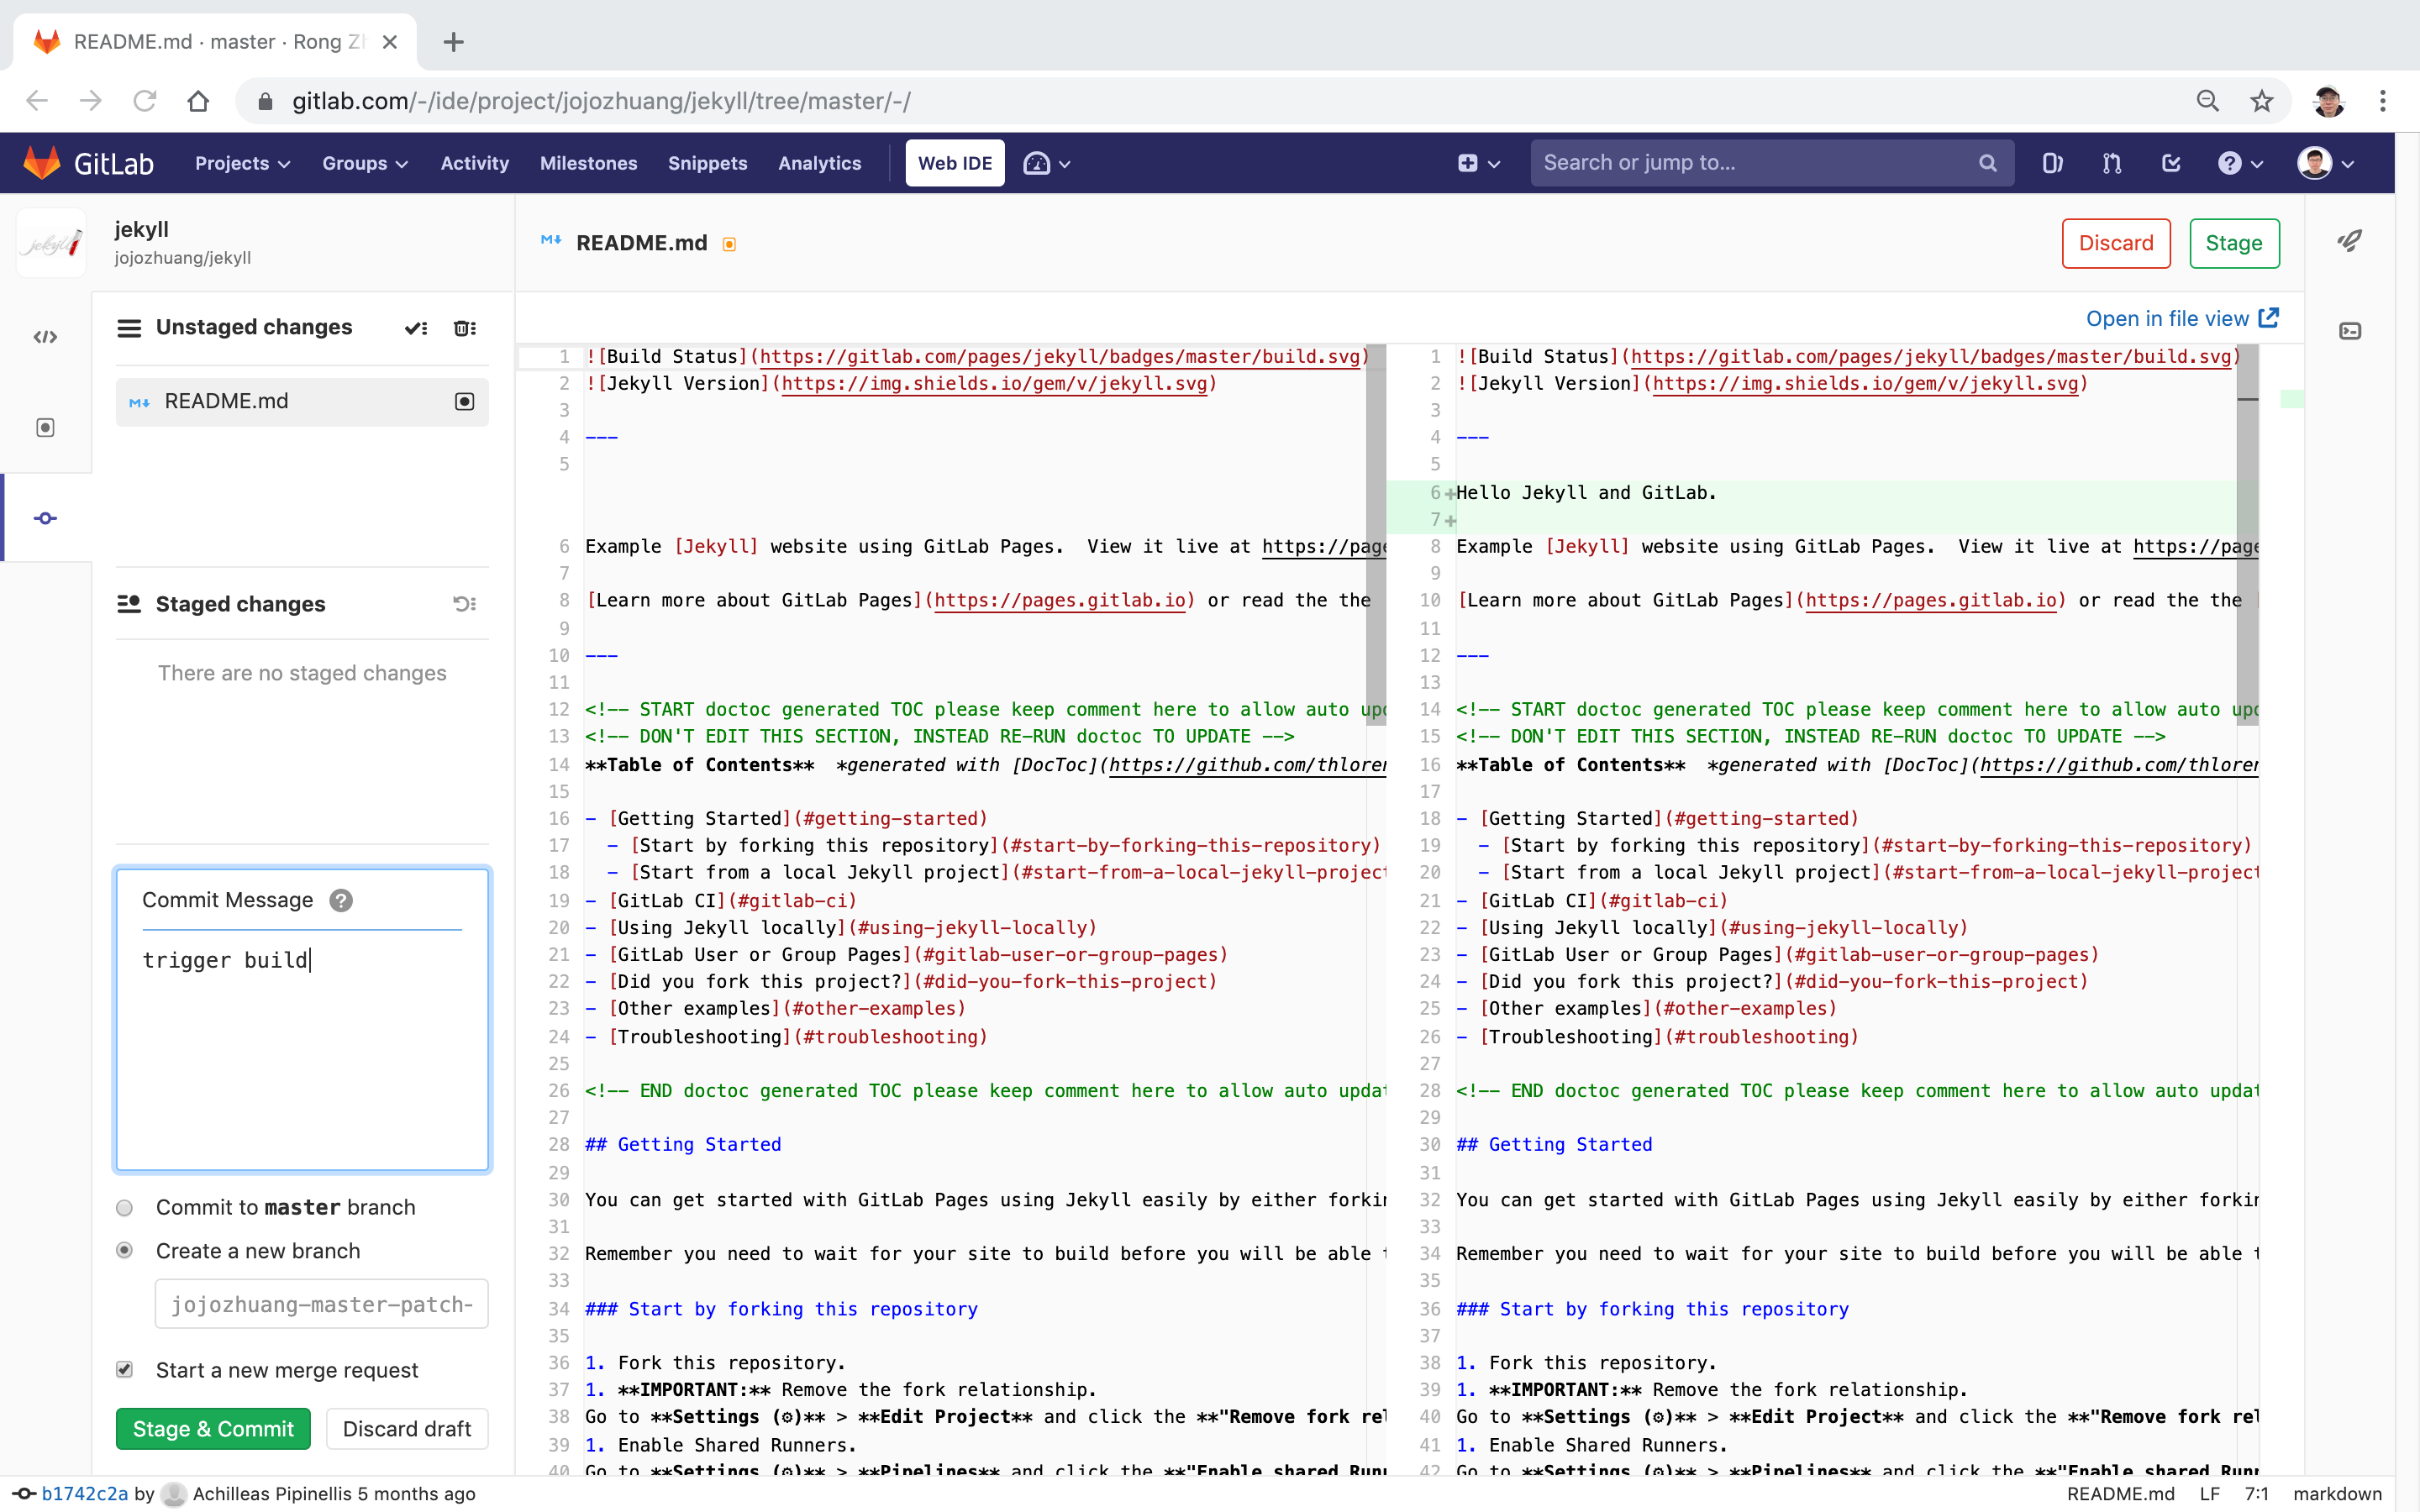 README.md · master · Rong Zh
gitlab.com/-/ide/project/jojozhuang/jekyll/tree/master/-/
GitLab Projects Groups Activity Milestones Snippets Analytics Web IDE Search or jump to...
jekyll
jojozhuang/jekyll
README.md
Discard Stage
Open in file view
Unstaged changes
README.md
Staged changes
There are no staged changes
Commit Message
trigger build
Commit to master branch
Create a new branch
jojozhuang-master-patch-
Start a new merge request
Stage & Commit Discard draft
1 ![Build Status](https://gitlab.com/pages/jekyll/badges/master/build.svg)
2 ![Jekyll Version](https://img.shields.io/gem/v/jekyll.svg)
3
4 ---
5
6 Example [Jekyll] website using GitLab Pages.  View it live at https://page
7
8 [Learn more about GitLab Pages](https://pages.gitlab.io) or read the the
9
10 ---
11
12 <!-- START doctoc generated TOC please keep comment here to allow auto upd
13 <!-- DON'T EDIT THIS SECTION, INSTEAD RE-RUN doctoc TO UPDATE -->
14 **Table of Contents**  *generated with [DocToc](https://github.com/thloren
15
16 - [Getting Started](#getting-started)
17   - [Start by forking this repository](#start-by-forking-this-repository)
18   - [Start from a local Jekyll project](#start-from-a-local-jekyll-project
19 - [GitLab CI](#gitlab-ci)
20 - [Using Jekyll locally](#using-jekyll-locally)
21 - [GitLab User or Group Pages](#gitlab-user-or-group-pages)
22 - [Did you fork this project?](#did-you-fork-this-project)
23 - [Other examples](#other-examples)
24 - [Troubleshooting](#troubleshooting)
25
26 <!-- END doctoc generated TOC please keep comment here to allow auto updat
27
28 ## Getting Started
29
30 You can get started with GitLab Pages using Jekyll easily by either forkin
31
32 Remember you need to wait for your site to build before you will be able t
33
34 ### Start by forking this repository
35
36 1. Fork this repository.
37 1. **IMPORTANT:** Remove the fork relationship.
38 Go to **Settings (⚙)** > **Edit Project** and click the **"Remove fork rel
39 1. Enable Shared Runners.
40 Go to **Settings (⚙)** > **Pipelines** and click the **"Enable shared Runn
1 ![Build Status](https://gitlab.com/pages/jekyll/badges/master/build.svg)
2 ![Jekyll Version](https://img.shields.io/gem/v/jekyll.svg)
3
4 ---
5
6+ Hello Jekyll and GitLab.
7+
8 Example [Jekyll] website using GitLab Pages.  View it live at https://page
9
10 [Learn more about GitLab Pages](https://pages.gitlab.io) or read the the
11
12 ---
13
14 <!-- START doctoc generated TOC please keep comment here to allow auto upd
15 <!-- DON'T EDIT THIS SECTION, INSTEAD RE-RUN doctoc TO UPDATE -->
16 **Table of Contents**  *generated with [DocToc](https://github.com/thloren
17
18 - [Getting Started](#getting-started)
19   - [Start by forking this repository](#start-by-forking-this-repository)
20   - [Start from a local Jekyll project](#start-from-a-local-jekyll-project
21 - [GitLab CI](#gitlab-ci)
22 - [Using Jekyll locally](#using-jekyll-locally)
23 - [GitLab User or Group Pages](#gitlab-user-or-group-pages)
24 - [Did you fork this project?](#did-you-fork-this-project)
25 - [Other examples](#other-examples)
26 - [Troubleshooting](#troubleshooting)
27
28 <!-- END doctoc generated TOC please keep comment here to allow auto updat
29
30 ## Getting Started
31
32 You can get started with GitLab Pages using Jekyll easily by either forkin
33
34 Remember you need to wait for your site to build before you will be able t
35
36 ### Start by forking this repository
37
38 1. Fork this repository.
39 1. **IMPORTANT:** Remove the fork relationship.
40 Go to **Settings (⚙)** > **Edit Project** and click the **"Remove fork rel
41 1. Enable Shared Runners.
42 Go to **Settings (⚙)** > **Pipelines** and click the **"Enable shared Runn
b1742c2a by Achilleas Pipinellis 5 months ago
README.md LF 7:1 markdown